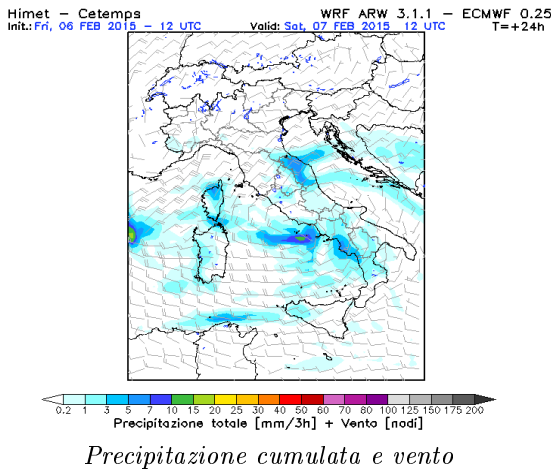 Himet – Cetemps WRF ARW 3.1.1 – ECMWF 0.25
Init.: Fri, 06 FEB 2015 – 12 UTC Valid: Sat, 07 FEB 2015 12 UTC T=+24h
0.2 1 3 5 7 10 15 20 25 30 40 50 60 70 80 100 125 150 175 200
Precipitazione totale [mm/3h] + Vento [nodi]
Precipitazione cumulata e vento